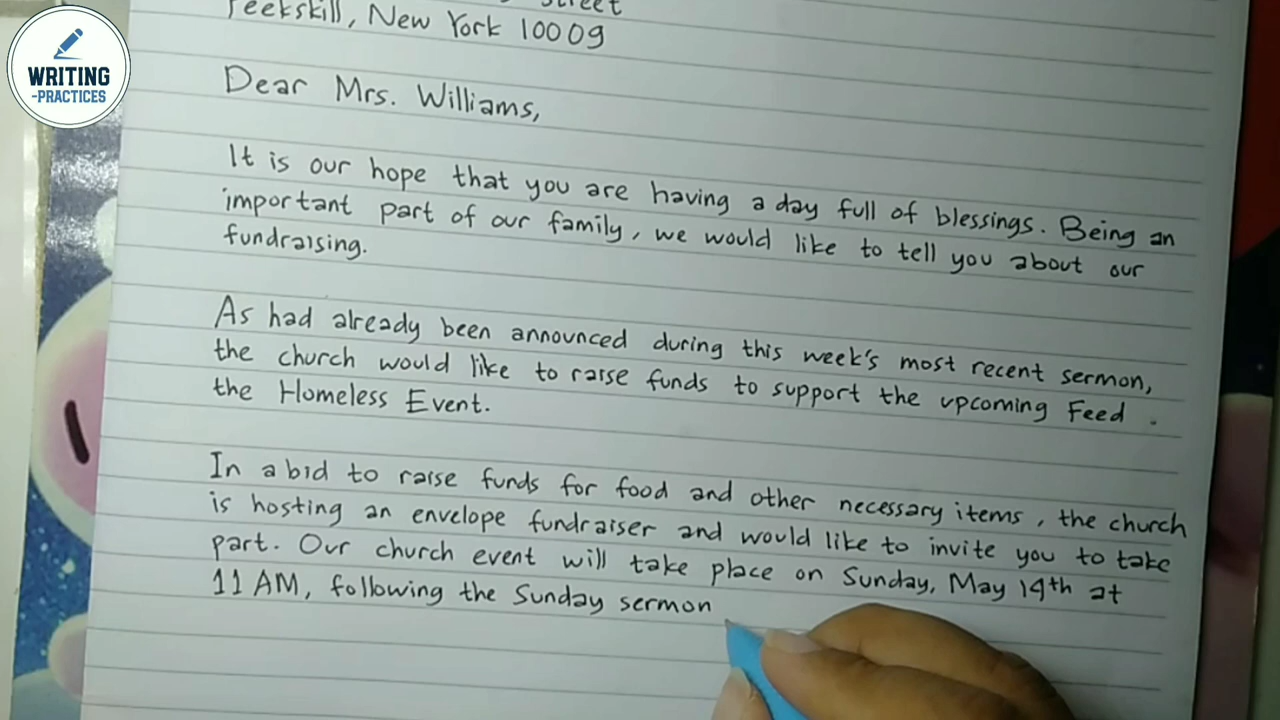 WRITING
-PRACTICES
Street
Peekskill, New York 10009
Dear Mrs. Williams,
It is our hope that you are having a day full of blessings. Being an
important part of our family, we would like to tell you about our
fundraising.
As had already been announced during this week's most recent sermon,
the church would like to raise funds to support the upcoming Feed
the Homeless Event.
In a bid to raise funds for food and other necessary items, the church
is hosting an envelope fundraiser and would like to invite you to take
part. Our church event will take place on Sunday, May 14th at
11 AM, following the Sunday sermon